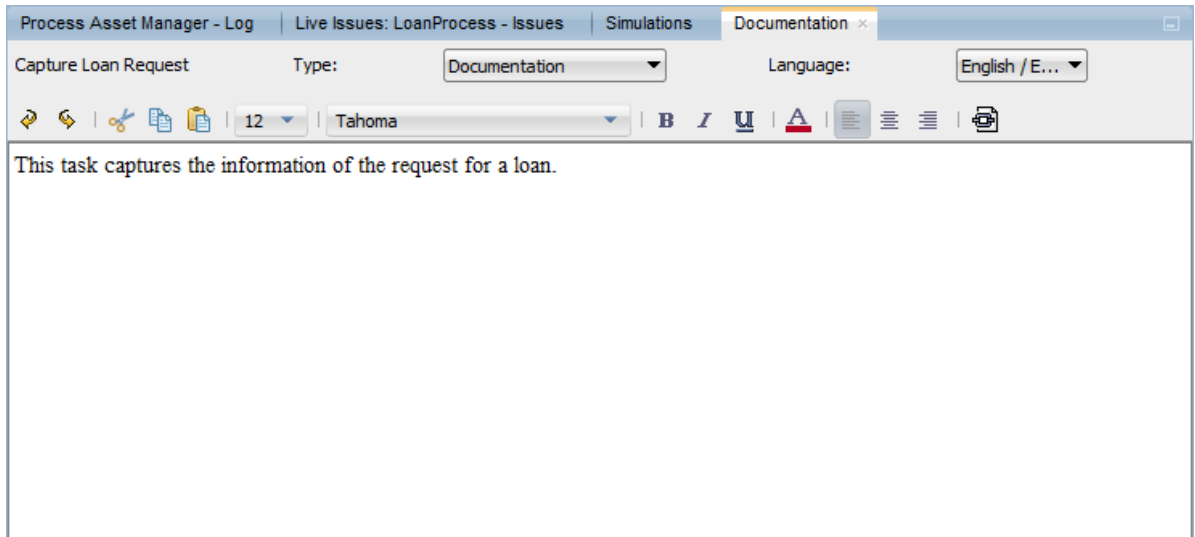 Process Asset Manager - Log Live Issues: LoanProcess - Issues Simulations Documentation ×
Capture Loan Request Type: Documentation Language: English / E...
12 Tahoma B I U A
This task captures the information of the request for a loan.